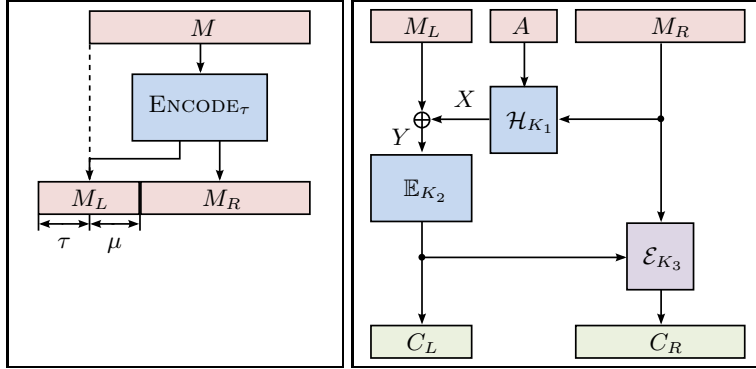 M
ENCODEτ
M_L
M_R
τ
μ
M_L
A
M_R
X
ℋ_{K_1}
Y
𝔼_{K_2}
ℰ_{K_3}
C_L
C_R